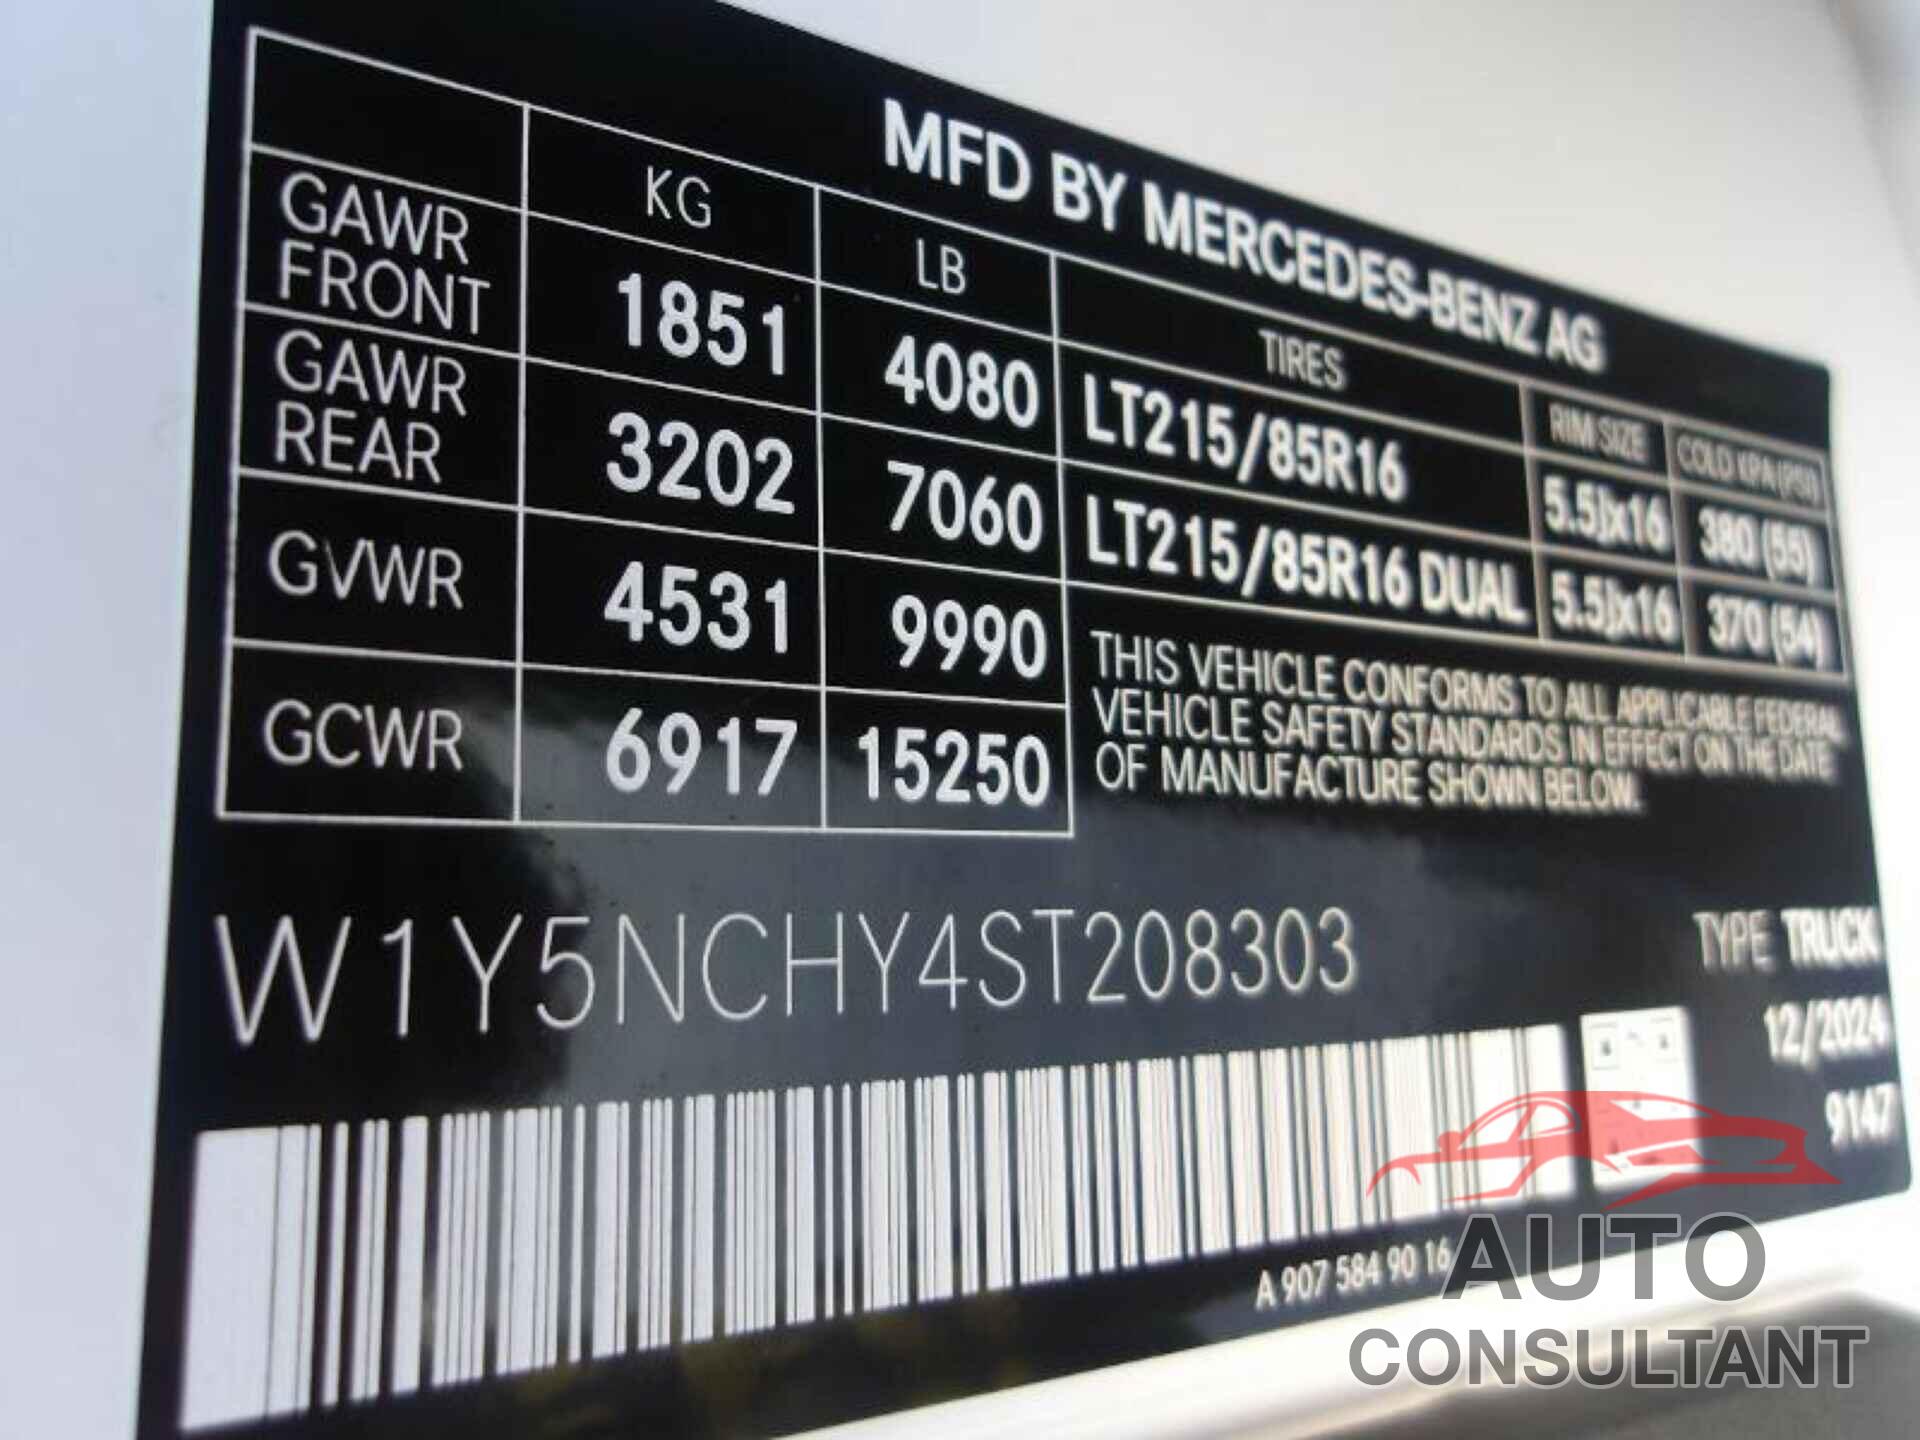 MFD BY MERCEDES-BENZ AG
KG LB TIRES RIM SIZE COLD KPA (PSI)
GAWR FRONT 1851 4080 LT215/85R16 5.5Jx16 380 (55)
GAWR REAR 3202 7060 LT215/85R16 DUAL 5.5Jx16 370 (54)
GVWR 4531 9990
GCWR 6917 15250
THIS VEHICLE CONFORMS TO ALL APPLICABLE FEDERAL
VEHICLE SAFETY STANDARDS IN EFFECT ON THE DATE
OF MANUFACTURE SHOWN BELOW.
W1Y5NCHY4ST208303
TYPE TRUCK
12/2024
9147
A 907 584 90 16
AUTO
CONSULTANT